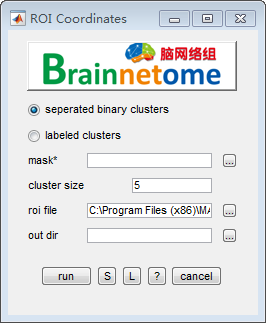 ROI Coordinates
脑网络组
Brainnetome
seperated binary clusters
labeled clusters
mask*
...
cluster size
5
roi file
C:\Program Files (x86)\MA
...
out dir
...
run
S
L
?
cancel